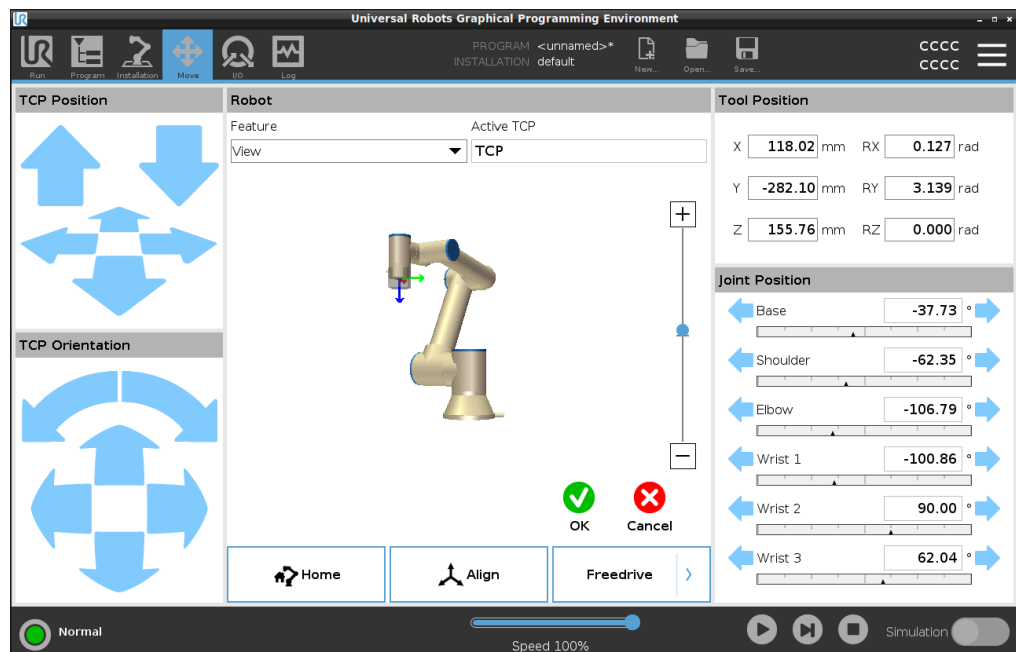 UR
Universal Robots Graphical Programming Environment
UR
Run
Program
Installation
Move
I/O
Log
PROGRAM <unnamed>*
INSTALLATION default
New...
Open...
Save...
CCCC
CCCC
TCP Position
Robot
Tool Position
Feature
Active TCP
View
TCP
X 118.02 mm RX 0.127 rad
Y -282.10 mm RY 3.139 rad
Z 155.76 mm RZ 0.000 rad
Joint Position
Base -37.73 °
TCP Orientation
Shoulder -62.35 °
Elbow -106.79 °
Wrist 1 -100.86 °
Wrist 2 90.00 °
Wrist 3 62.04 °
OK
Cancel
Home
Align
Freedrive
Normal
Speed 100%
Simulation